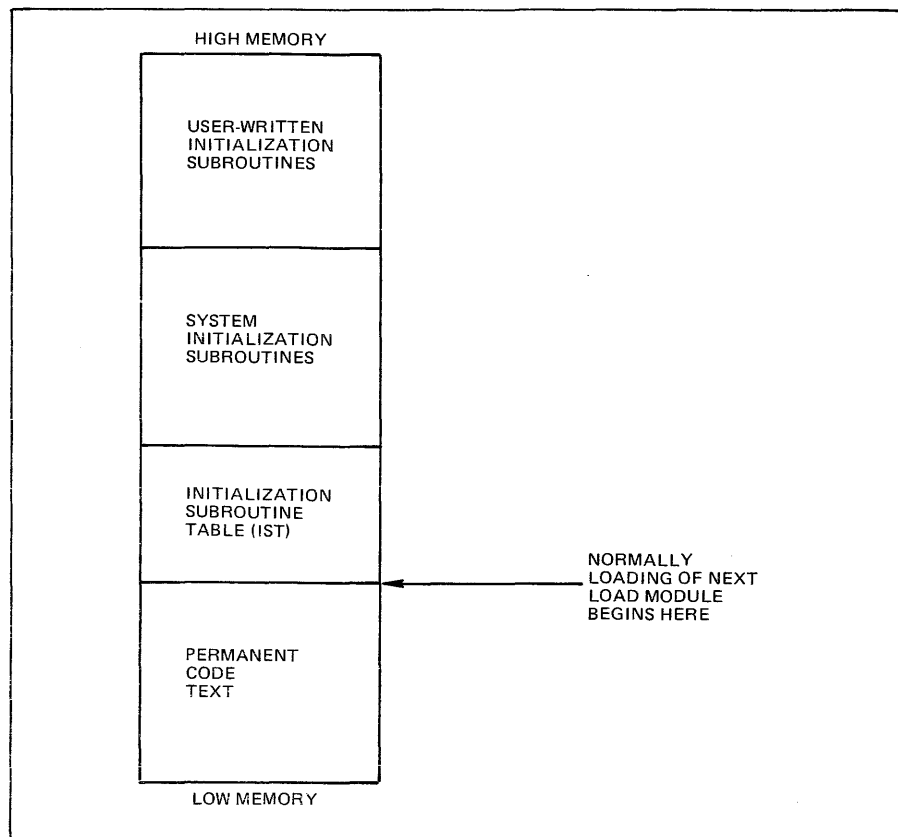 HIGH MEMORY
USER-WRITTEN
INITIALIZATION
SUBROUTINES
SYSTEM
INITIALIZATION
SUBROUTINES
INITIALIZATION
SUBROUTINE
TABLE (IST)
NORMALLY
LOADING OF NEXT
LOAD MODULE
BEGINS HERE
PERMANENT
CODE
TEXT
LOW MEMORY